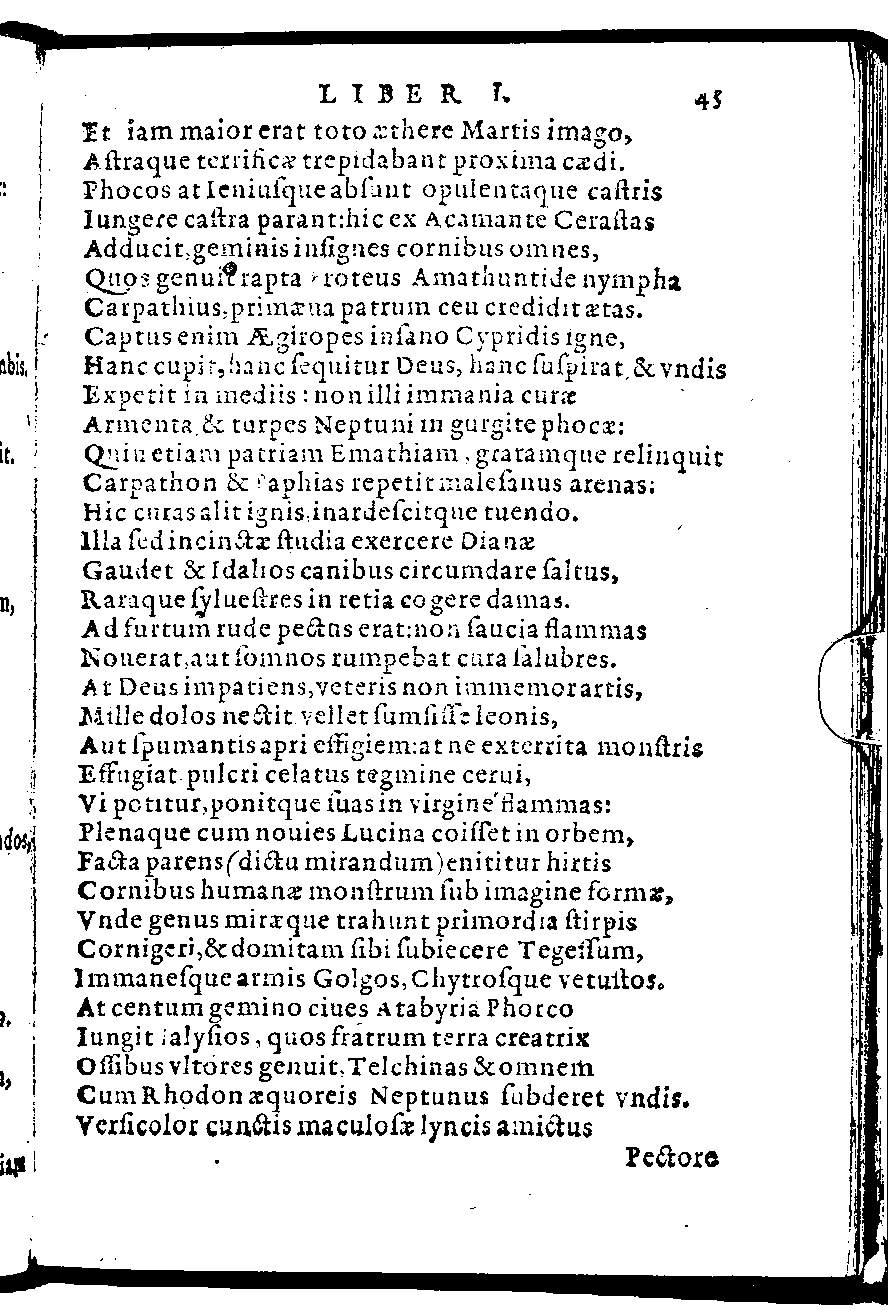 LIBER I. 45
Et iam maior erat toto æthere Martis imago,
Aſtraque terrificæ trepidabant proxima cædi.
Phocos at Ieniuſque abſunt opulentaque caſtris
Iungere caſtra parant:hic ex Acamante Ceraſtas
Adducit,geminis inſignes cornibus omnes,
Quos genuit rapta Proteus Amathuntide nympha
Carpathius,primæua patrum ceu credidit ætas.
Captus enim Ægiropes inſano Cypridis igne,
Hanc cupit,hanc ſequitur Deus, hanc ſuſpirat,& vndis
Expetit in mediis : non illi immania curæ
Armenta,& turpes Neptuni in gurgite phocæ:
Quin etiam patriam Emathiam , gratamque relinquit
Carpathon & Paphias repetit maleſanus arenas:
Hic curas alit ignis,inardeſcitque tuendo.
Illa ſed incinctæ ſtudia exercere Dianæ
Gaudet & Idalios canibus circumdare ſaltus,
Raraque ſylueſtres in retia cogere damas.
Ad furtum rude pectus erat:non ſaucia flammas
Nouerat,aut ſomnos rumpebat cura ſalubres.
At Deus impatiens,veteris non immemor artis,
Mille dolos nectit vellet ſumſiſſe leonis,
Aut ſpumantis apri effigiem:at ne exterrita monſtris
Effugiat pulcri celatus tegmine cerui,
Vi potitur,ponitque ſuas in virgine flammas:
Plenaque cum nouies Lucina coiſſet in orbem,
Facta parens(dictu mirandum)enititur hirtis
Cornibus humanæ monſtrum ſub imagine formæ,
Vnde genus miræque trahunt primordia ſtirpis
Cornigeri,& domitam ſibi ſubiecere Tegeſſum,
Immaneſque armis Golgos, Chytroſque vetuſtos.
At centum gemino ciues Atabyria Phorco
Iungit Ialyſios , quos fratrum terra creatrix
Oſſibus vltores genuit,Telchinas & omnem
Cum Rhodon æquoreis Neptunus ſubderet vndis.
Verſicolor cunctis maculoſæ lyncis amictus
Pectore